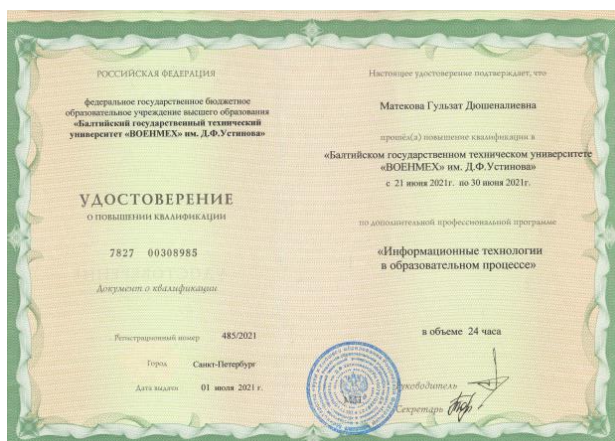 РОССИЙСКАЯ ФЕДЕРАЦИЯ
федеральное государственное бюджетное
образовательное учреждение высшего образования
«Балтийский государственный технический
университет «ВОЕНМЕХ» им. Д.Ф.Устинова»
УДОСТОВЕРЕНИЕ
О ПОВЫШЕНИИ КВАЛИФИКАЦИИ
7827 00308985
Документ о квалификации
Регистрационный номер 485/2021
Город Санкт-Петербург
Дата выдачи 01 июля 2021 г.
Настоящее удостоверение подтверждает, что
Матекова Гульзат Дюшеналиевна
прошёл(а) повышение квалификации в
«Балтийском государственном техническом университете
«ВОЕНМЕХ» им. Д.Ф.Устинова»
с 21 июня 2021г. по 30 июня 2021г.
по дополнительной профессиональной программе
«Информационные технологии
в образовательном процессе»
в объеме 24 часа
М.П.
Руководитель
Секретарь